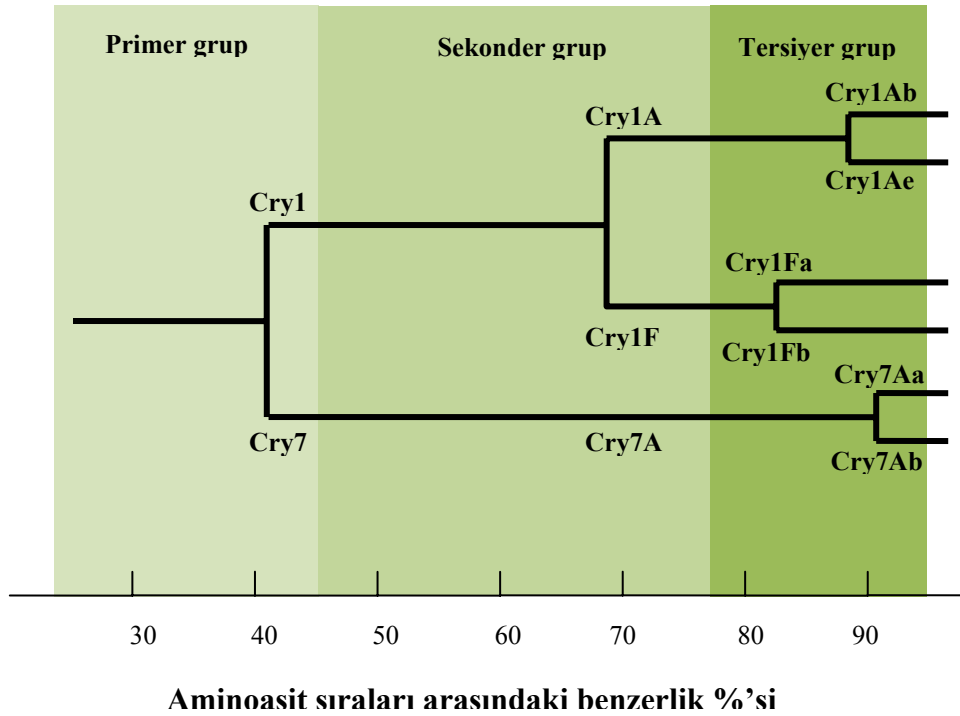 Primer grup
Sekonder grup
Tersiyer grup
Cry1Ab
Cry1A
Cry1Ae
Cry1
Cry1Fa
Cry1F
Cry1Fb
Cry7Aa
Cry7
Cry7A
Cry7Ab
30 40 50 60 70 80 90
Aminoasit sıraları arasındaki benzerlik %'si